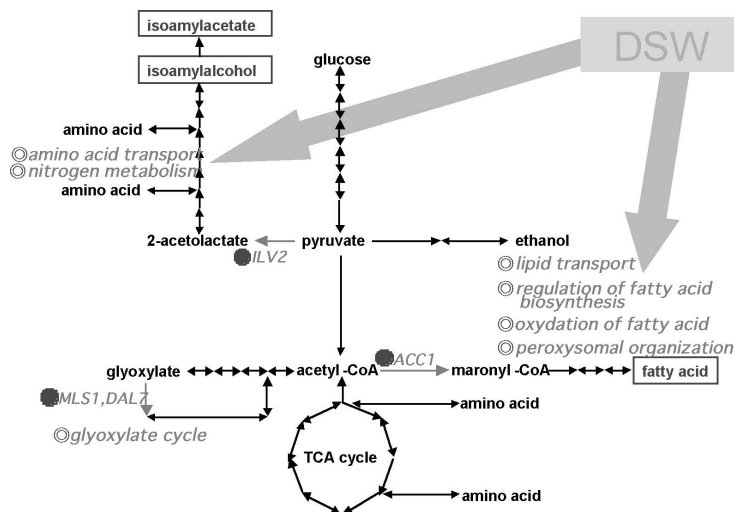 isoamylacetate
DSW
isoamylalcohol
glucose
amino acid
◎amino acid transport
◎nitrogen metabolism
amino acid
2-acetolactate
pyruvate
ethanol
●ILV2
◎lipid transport
◎regulation of fatty acid
biosynthesis
◎oxydation of fatty acid
◎peroxysomal organization
●ACC1
glyoxylate
acetyl-CoA
maronyl-CoA
fatty acid
●MLS1,DAL7
◎glyoxylate cycle
amino acid
TCA cycle
amino acid